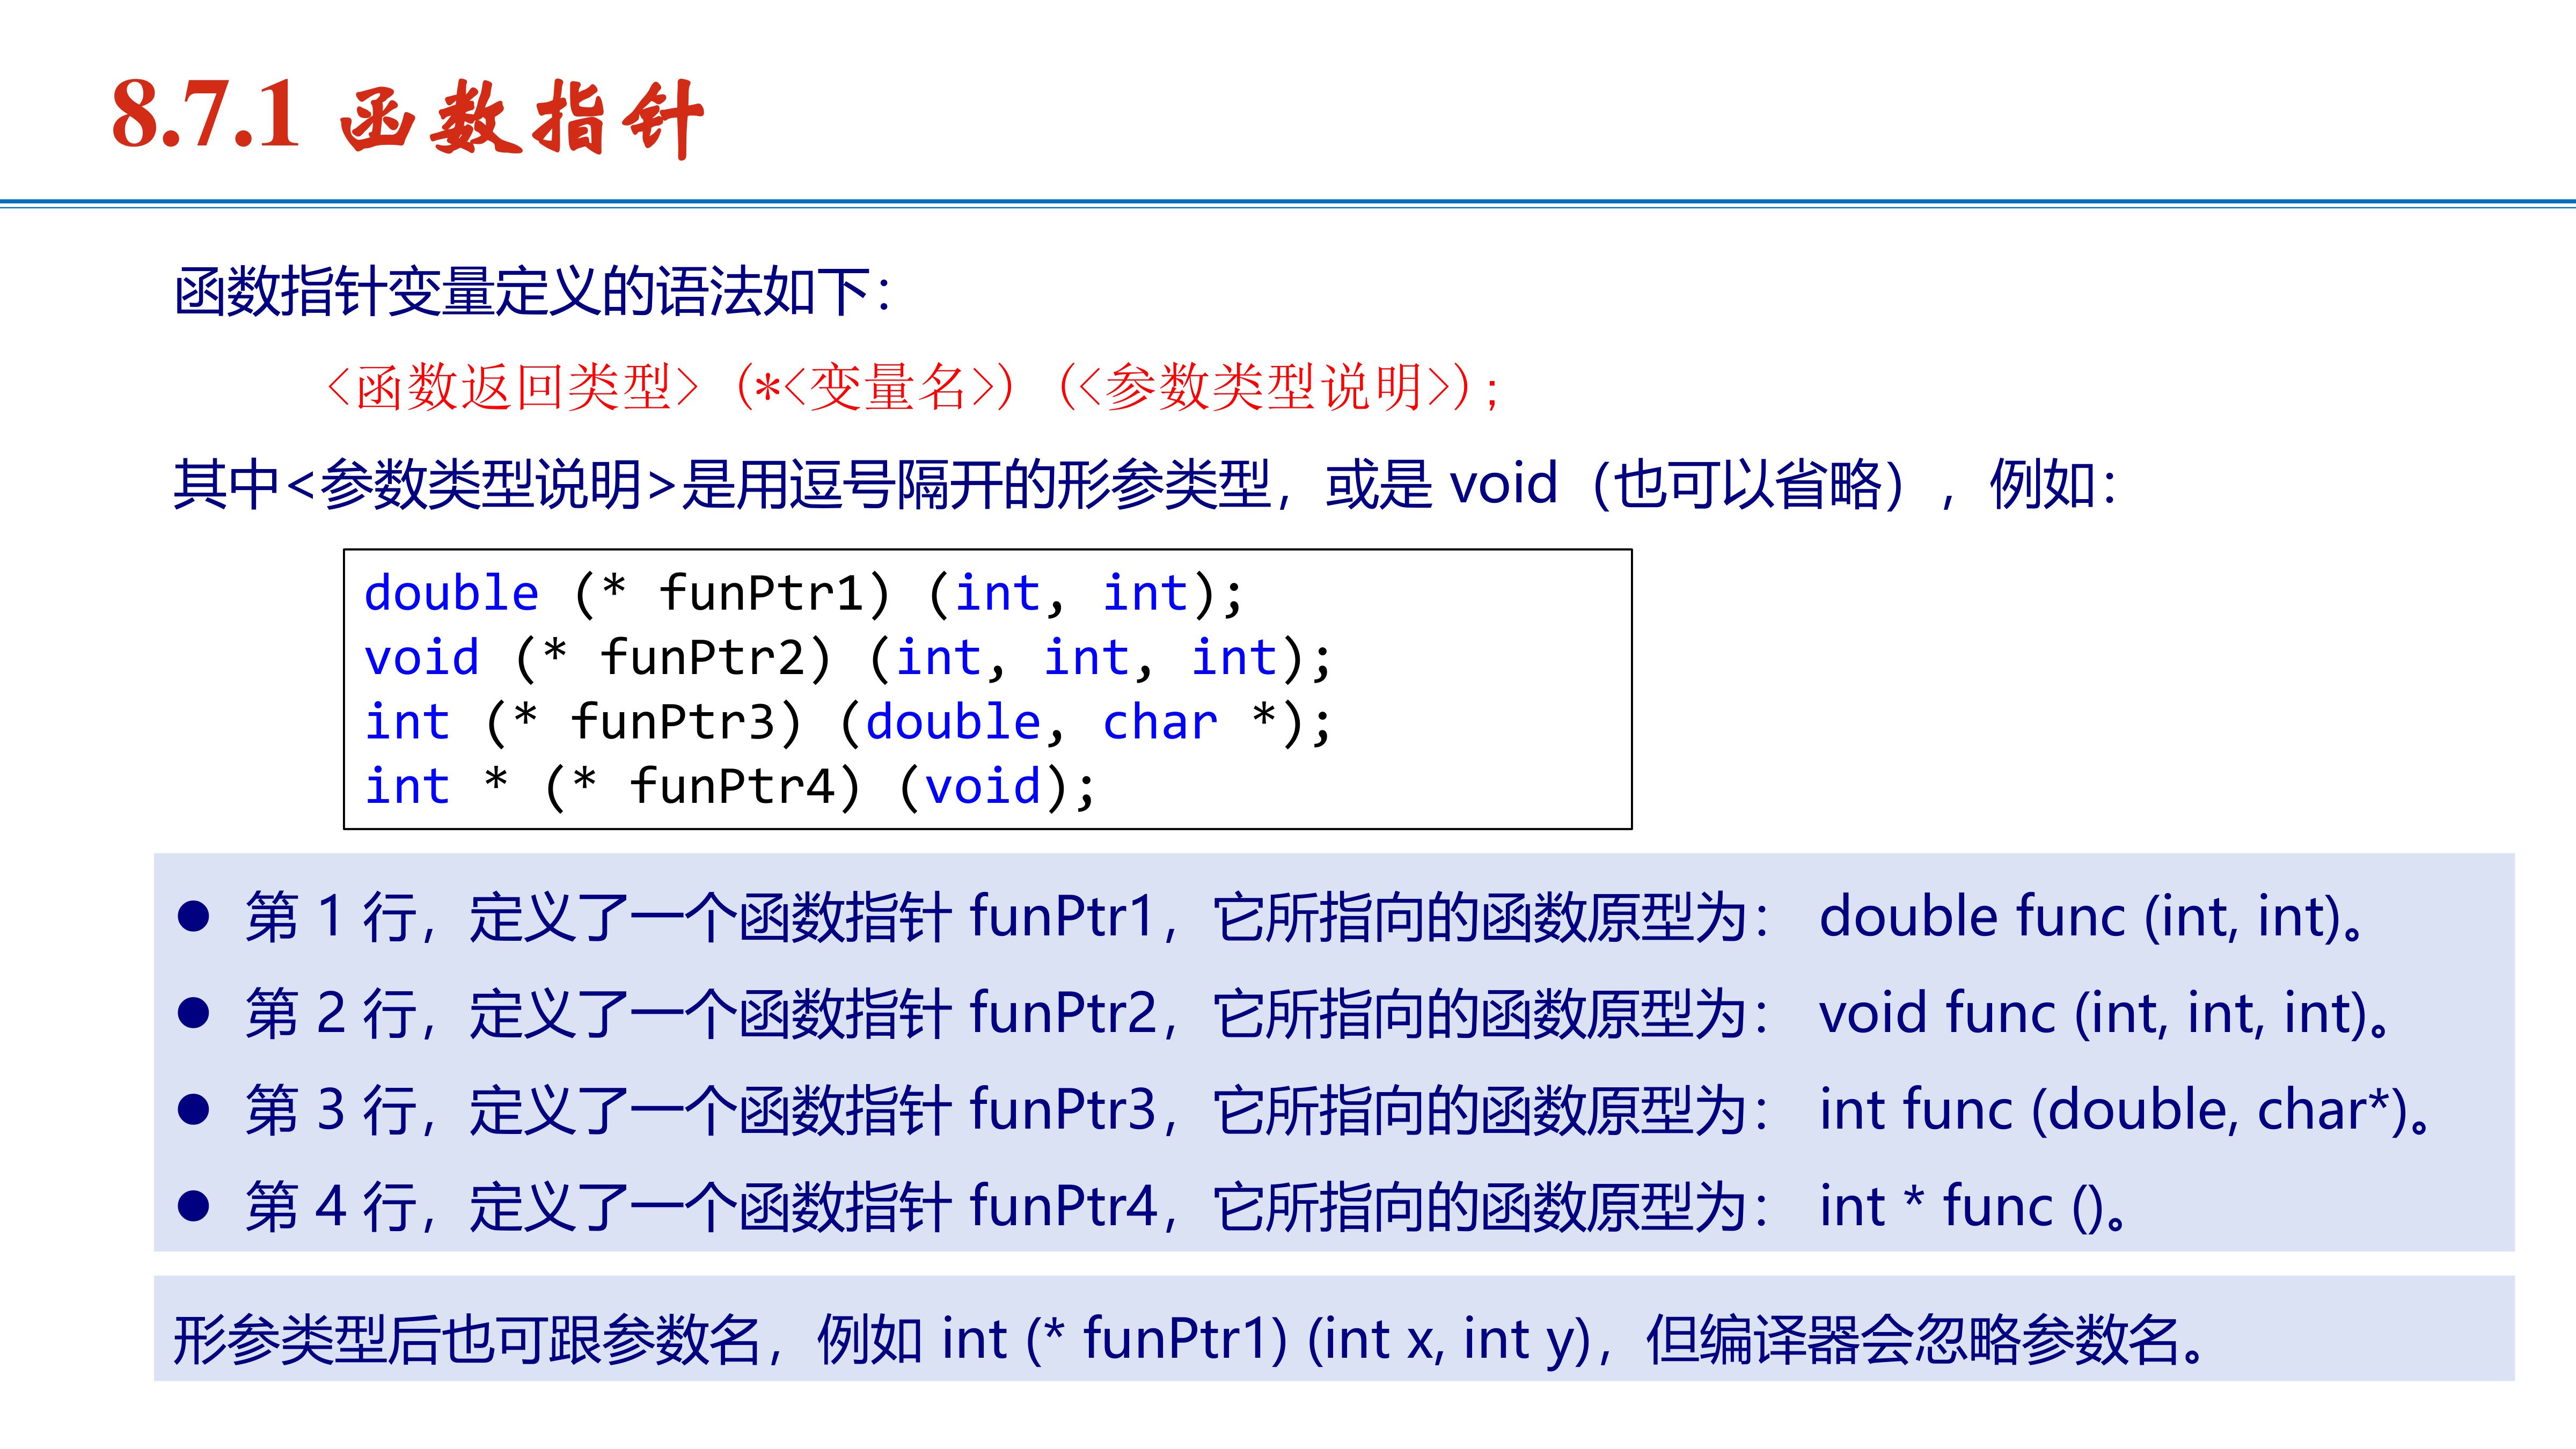 8.7.1 函数指针
函数指针变量定义的语法如下：
<函数返回类型> (*<变量名>) (<参数类型说明>);
其中<参数类型说明>是用逗号隔开的形参类型，或是 void（也可以省略），例如：
double (* funPtr1) (int, int);
void (* funPtr2) (int, int, int);
int (* funPtr3) (double, char *);
int * (* funPtr4) (void);
● 第 1 行，定义了一个函数指针 funPtr1，它所指向的函数原型为： double func (int, int)。
● 第 2 行，定义了一个函数指针 funPtr2，它所指向的函数原型为： void func (int, int, int)。
● 第 3 行，定义了一个函数指针 funPtr3，它所指向的函数原型为： int func (double, char*)。
● 第 4 行，定义了一个函数指针 funPtr4，它所指向的函数原型为： int * func ()。
形参类型后也可跟参数名，例如 int (* funPtr1) (int x, int y)，但编译器会忽略参数名。